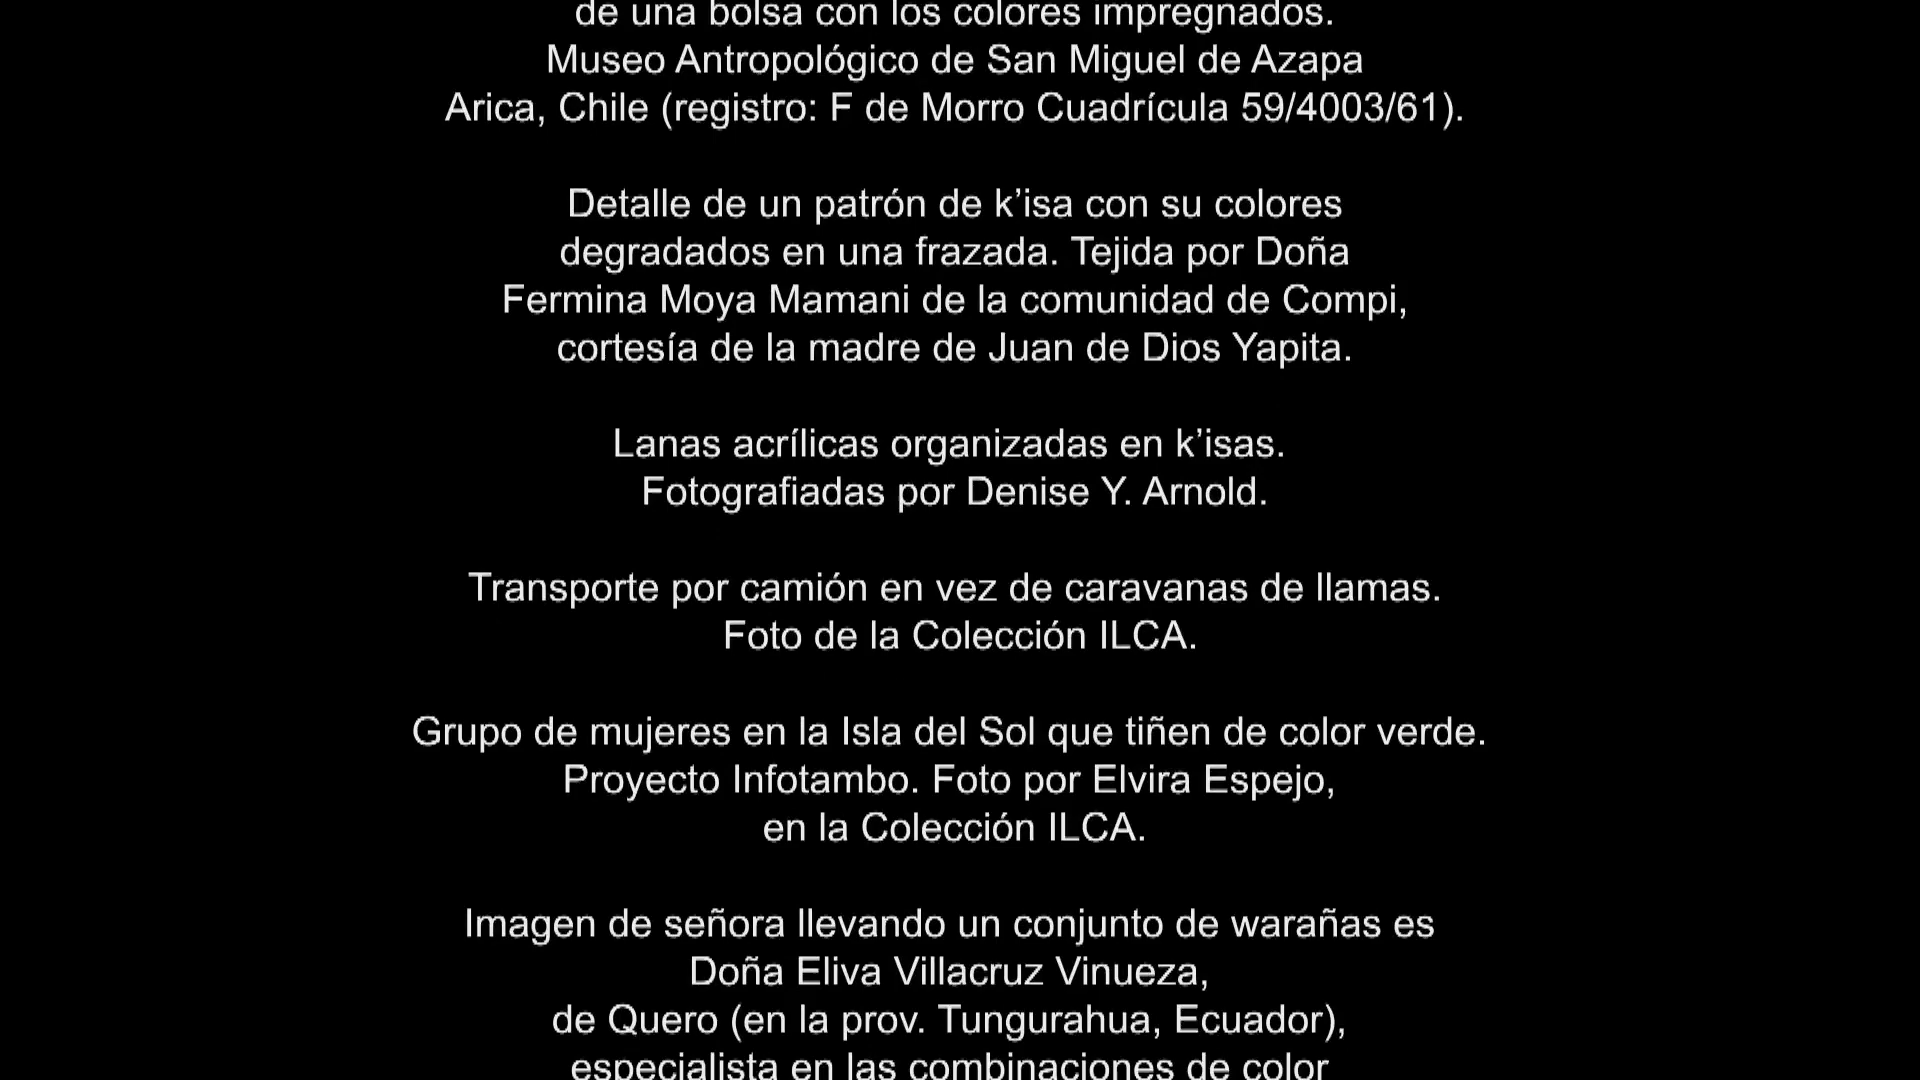 de una bolsa con los colores impregnados.
Museo Antropológico de San Miguel de Azapa
Arica, Chile (registro: F de Morro Cuadrícula 59/4003/61).
Detalle de un patrón de k’isa con su colores
degradados en una frazada. Tejida por Doña
Fermina Moya Mamani de la comunidad de Compi,
cortesía de la madre de Juan de Dios Yapita.
Lanas acrílicas organizadas en k’isas.
Fotografiadas por Denise Y. Arnold.
Transporte por camión en vez de caravanas de llamas.
Foto de la Colección ILCA.
Grupo de mujeres en la Isla del Sol que tiñen de color verde.
Proyecto Infotambo. Foto por Elvira Espejo,
en la Colección ILCA.
Imagen de señora llevando un conjunto de warañas es
Doña Eliva Villacruz Vinueza,
de Quero (en la prov. Tungurahua, Ecuador),
especialista en las combinaciones de color